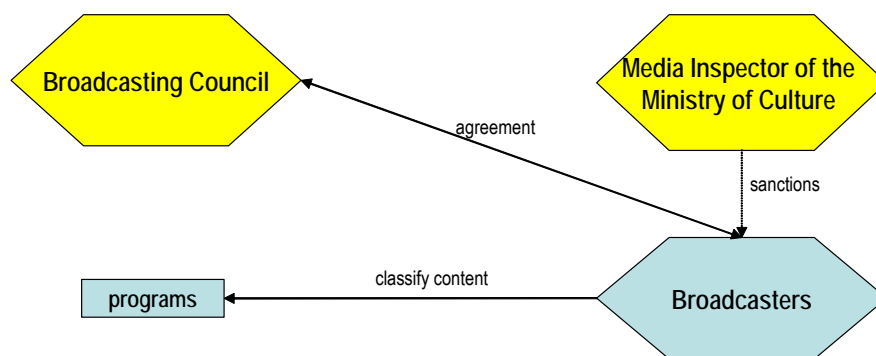 Broadcasting Council
Media Inspector of the
Ministry of Culture
agreement
sanctions
classify content
programs
Broadcasters